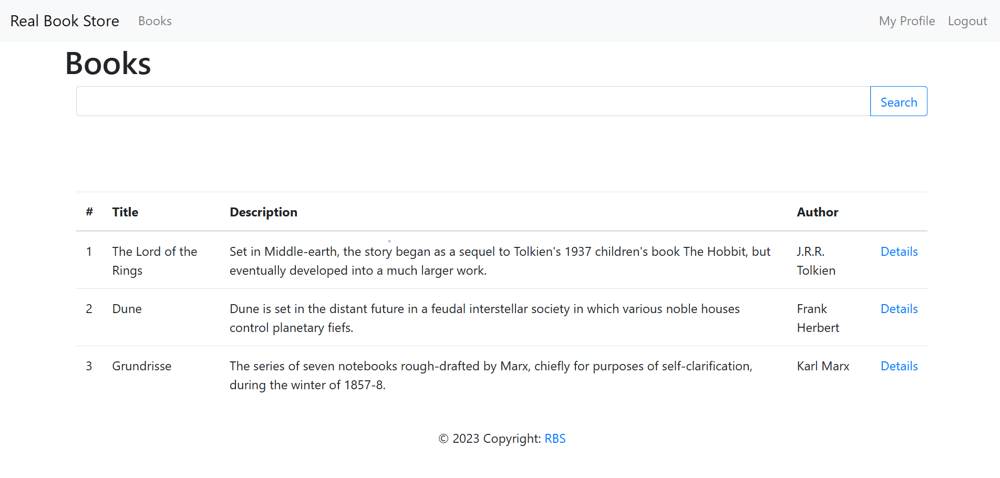 Real Book Store Books My Profile Logout
Books
Search
# Title Description Author
1 The Lord of the Rings Set in Middle-earth, the story began as a sequel to Tolkien's 1937 children's book The Hobbit, but eventually developed into a much larger work. J.R.R. Tolkien Details
2 Dune Dune is set in the distant future in a feudal interstellar society in which various noble houses control planetary fiefs. Frank Herbert Details
3 Grundrisse The series of seven notebooks rough-drafted by Marx, chiefly for purposes of self-clarification, during the winter of 1857-8. Karl Marx Details
© 2023 Copyright: RBS